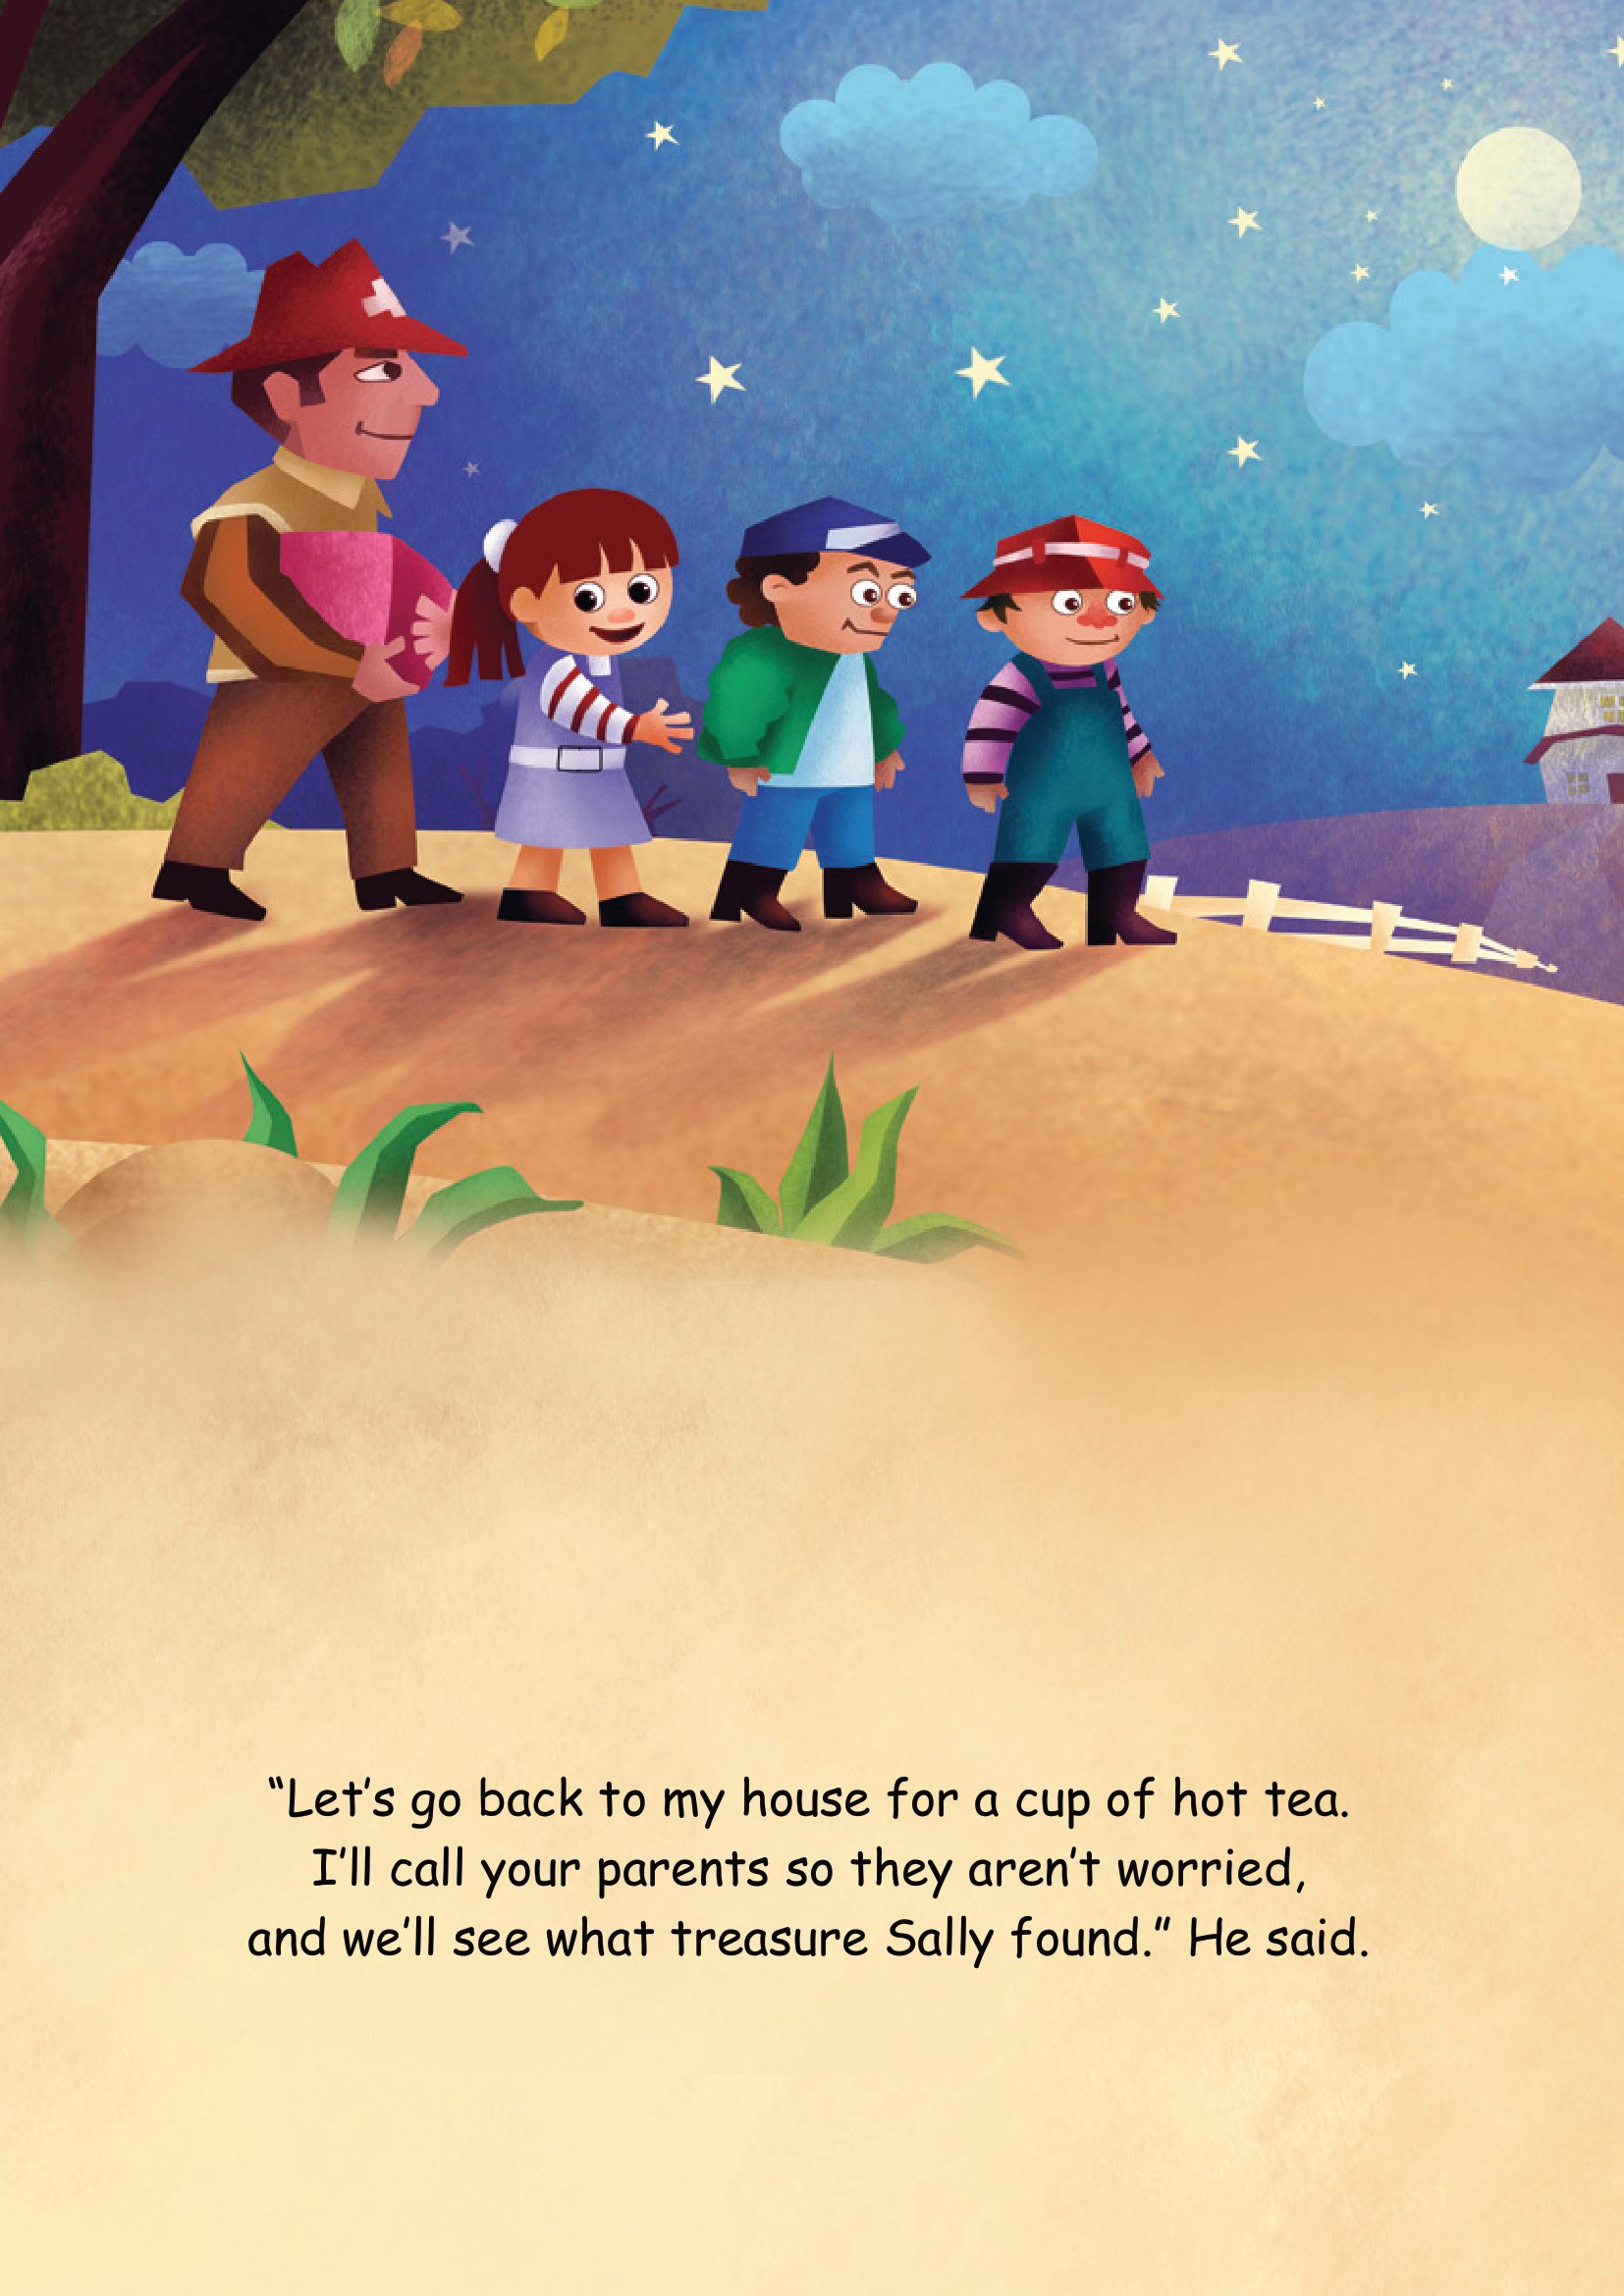 “Let’s go back to my house for a cup of hot tea.
I’ll call your parents so they aren’t worried,
and we’ll see what treasure Sally found.” He said.